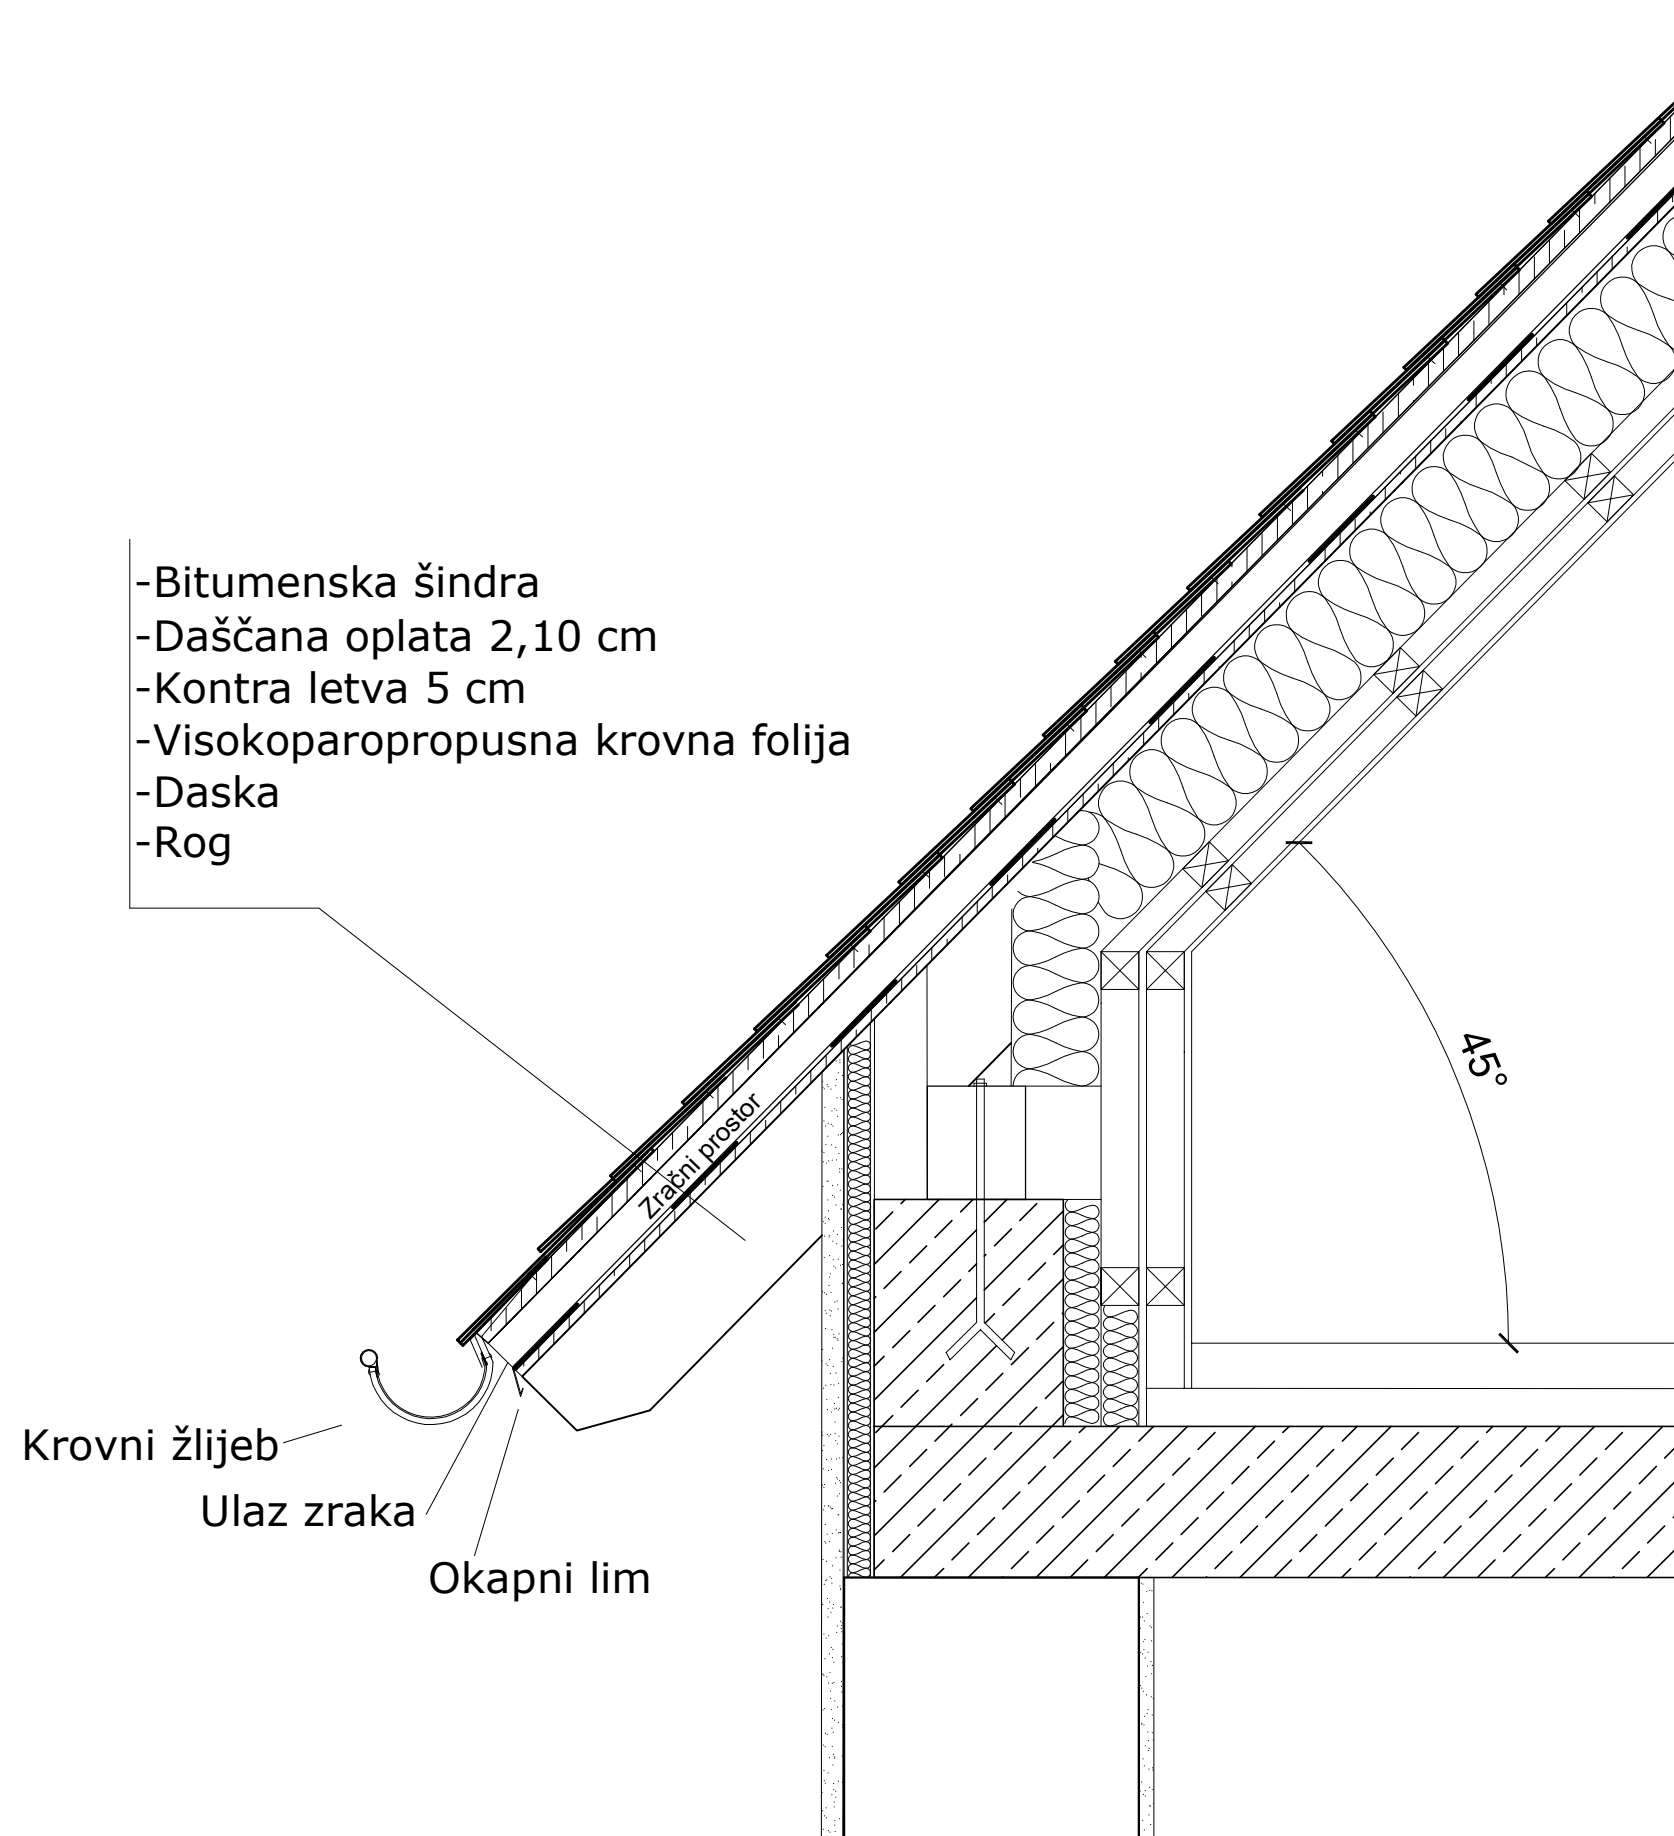 -Bitumenska šindra
-Daščana oplata 2,10 cm
-Kontra letva 5 cm
-Visokoparopropusna krovna folija
-Daska
-Rog
45°
Zračni prostor
Krovni žlijeb
Ulaz zraka
Okapni lim